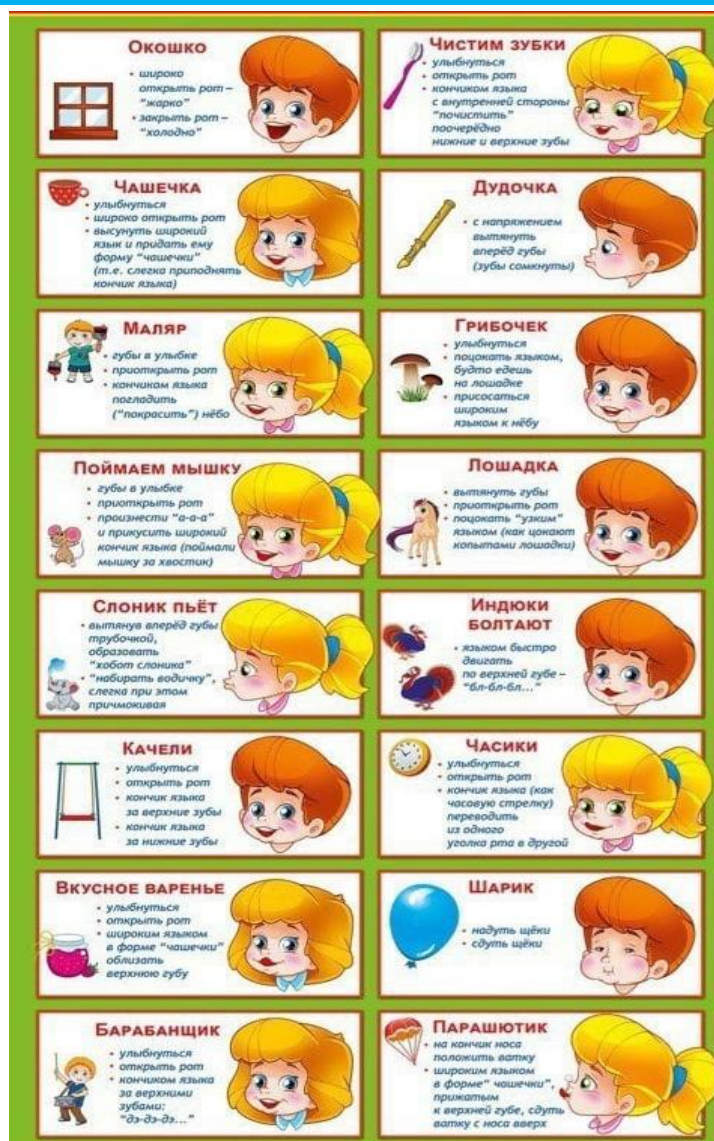 Окошко
• широко
открыть рот –
"жарко"
• закрыть рот –
"холодно"
Чистим зубки
• улыбнуться
• открыть рот
• кончиком языка
с внутренней стороны
"почистить"
поочерёдно
нижние и верхние зубы
Чашечка
• улыбнуться
• широко открыть рот
• высунуть широкий
язык и придать ему
форму "чашечки"
(т.е. слегка приподнять
кончик языка)
Дудочка
• с напряжением
вытянуть
вперёд губы
(зубы сомкнуты)
Маляр
• губы в улыбке
• приоткрыть рот
• кончиком языка
погладить
("покрасить") нёбо
Грибочек
• улыбнуться
• поцокать языком,
будто едешь
на лошадке
• присосаться
широким
языком к нёбу
Поймаем мышку
• губы в улыбке
• приоткрыть рот
• произнести "а-а-а"
и прикусить широкий
кончик языка (поймали
мышку за хвостик)
Лошадка
• вытянуть губы
• приоткрыть рот
• поцокать "узким"
языком (как цокают
копытами лошадки)
Слоник пьёт
• вытянув вперёд губы
трубочкой,
образовать
"хобот слоника"
• "набирать водичку",
слегка при этом
причмокивая
Индюки
болтают
• языком быстро
двигать
по верхней губе –
"бл-бл-бл..."
Качели
• улыбнуться
• открыть рот
• кончик языка
за верхние зубы
• кончик языка
за нижние зубы
Часики
• улыбнуться
• открыть рот
• кончик языка (как
часовую стрелку)
переводить
из одного
уголка рта в другой
Вкусное варенье
• улыбнуться
• открыть рот
• широким языком
в форме "чашечки"
облизать
верхнюю губу
Шарик
• надуть щёки
• сдуть щёки
Барабанщик
• улыбнуться
• открыть рот
• кончиком языка
за верхними
зубами:
"дэ-дэ-дэ..."
Парашютик
• на кончик носа
положить ватку
• широким языком
в форме" чашечки",
прижатым
к верхней губе, сдуть
ватку с носа вверх